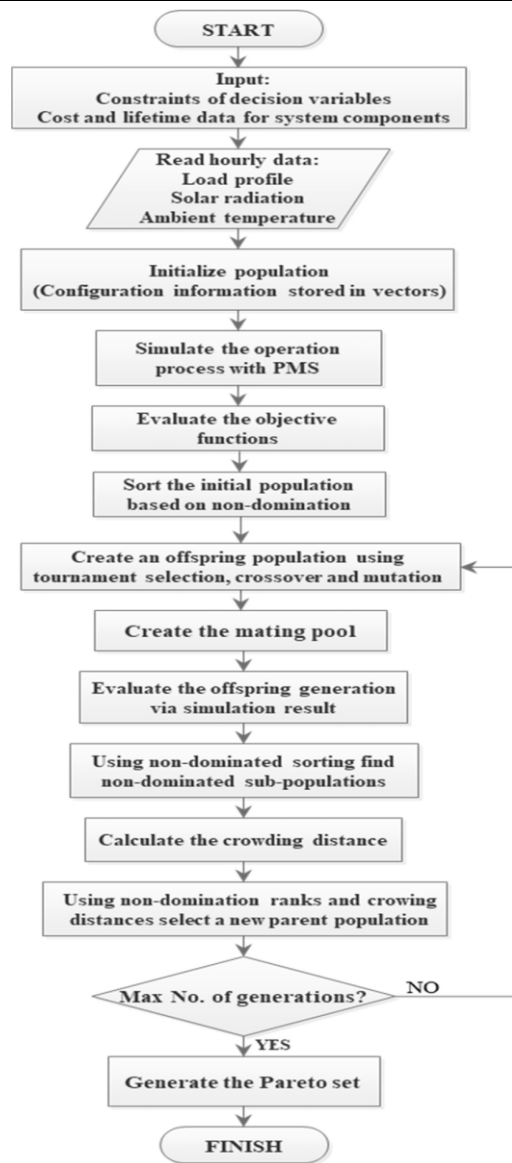 START
Input:
Constraints of decision variables
Cost and lifetime data for system components
Read hourly data:
Load profile
Solar radiation
Ambient temperature
Initialize population
(Configuration information stored in vectors)
Simulate the operation
process with PMS
Evaluate the objective
functions
Sort the initial population
based on non-domination
Create an offspring population using
tournament selection, crossover and mutation
Create the mating pool
Evaluate the offspring generation
via simulation result
Using non-dominated sorting find
non-dominated sub-populations
Calculate the crowding distance
Using non-domination ranks and crowing
distances select a new parent population
Max No. of generations?
NO
YES
Generate the Pareto set
FINISH